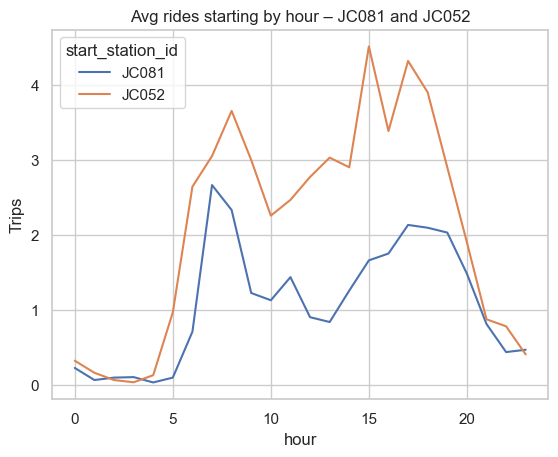 Avg rides starting by hour – JC081 and JC052
start_station_id
JC081
JC052
Trips
4
3
2
1
0
0 5 10 15 20
hour